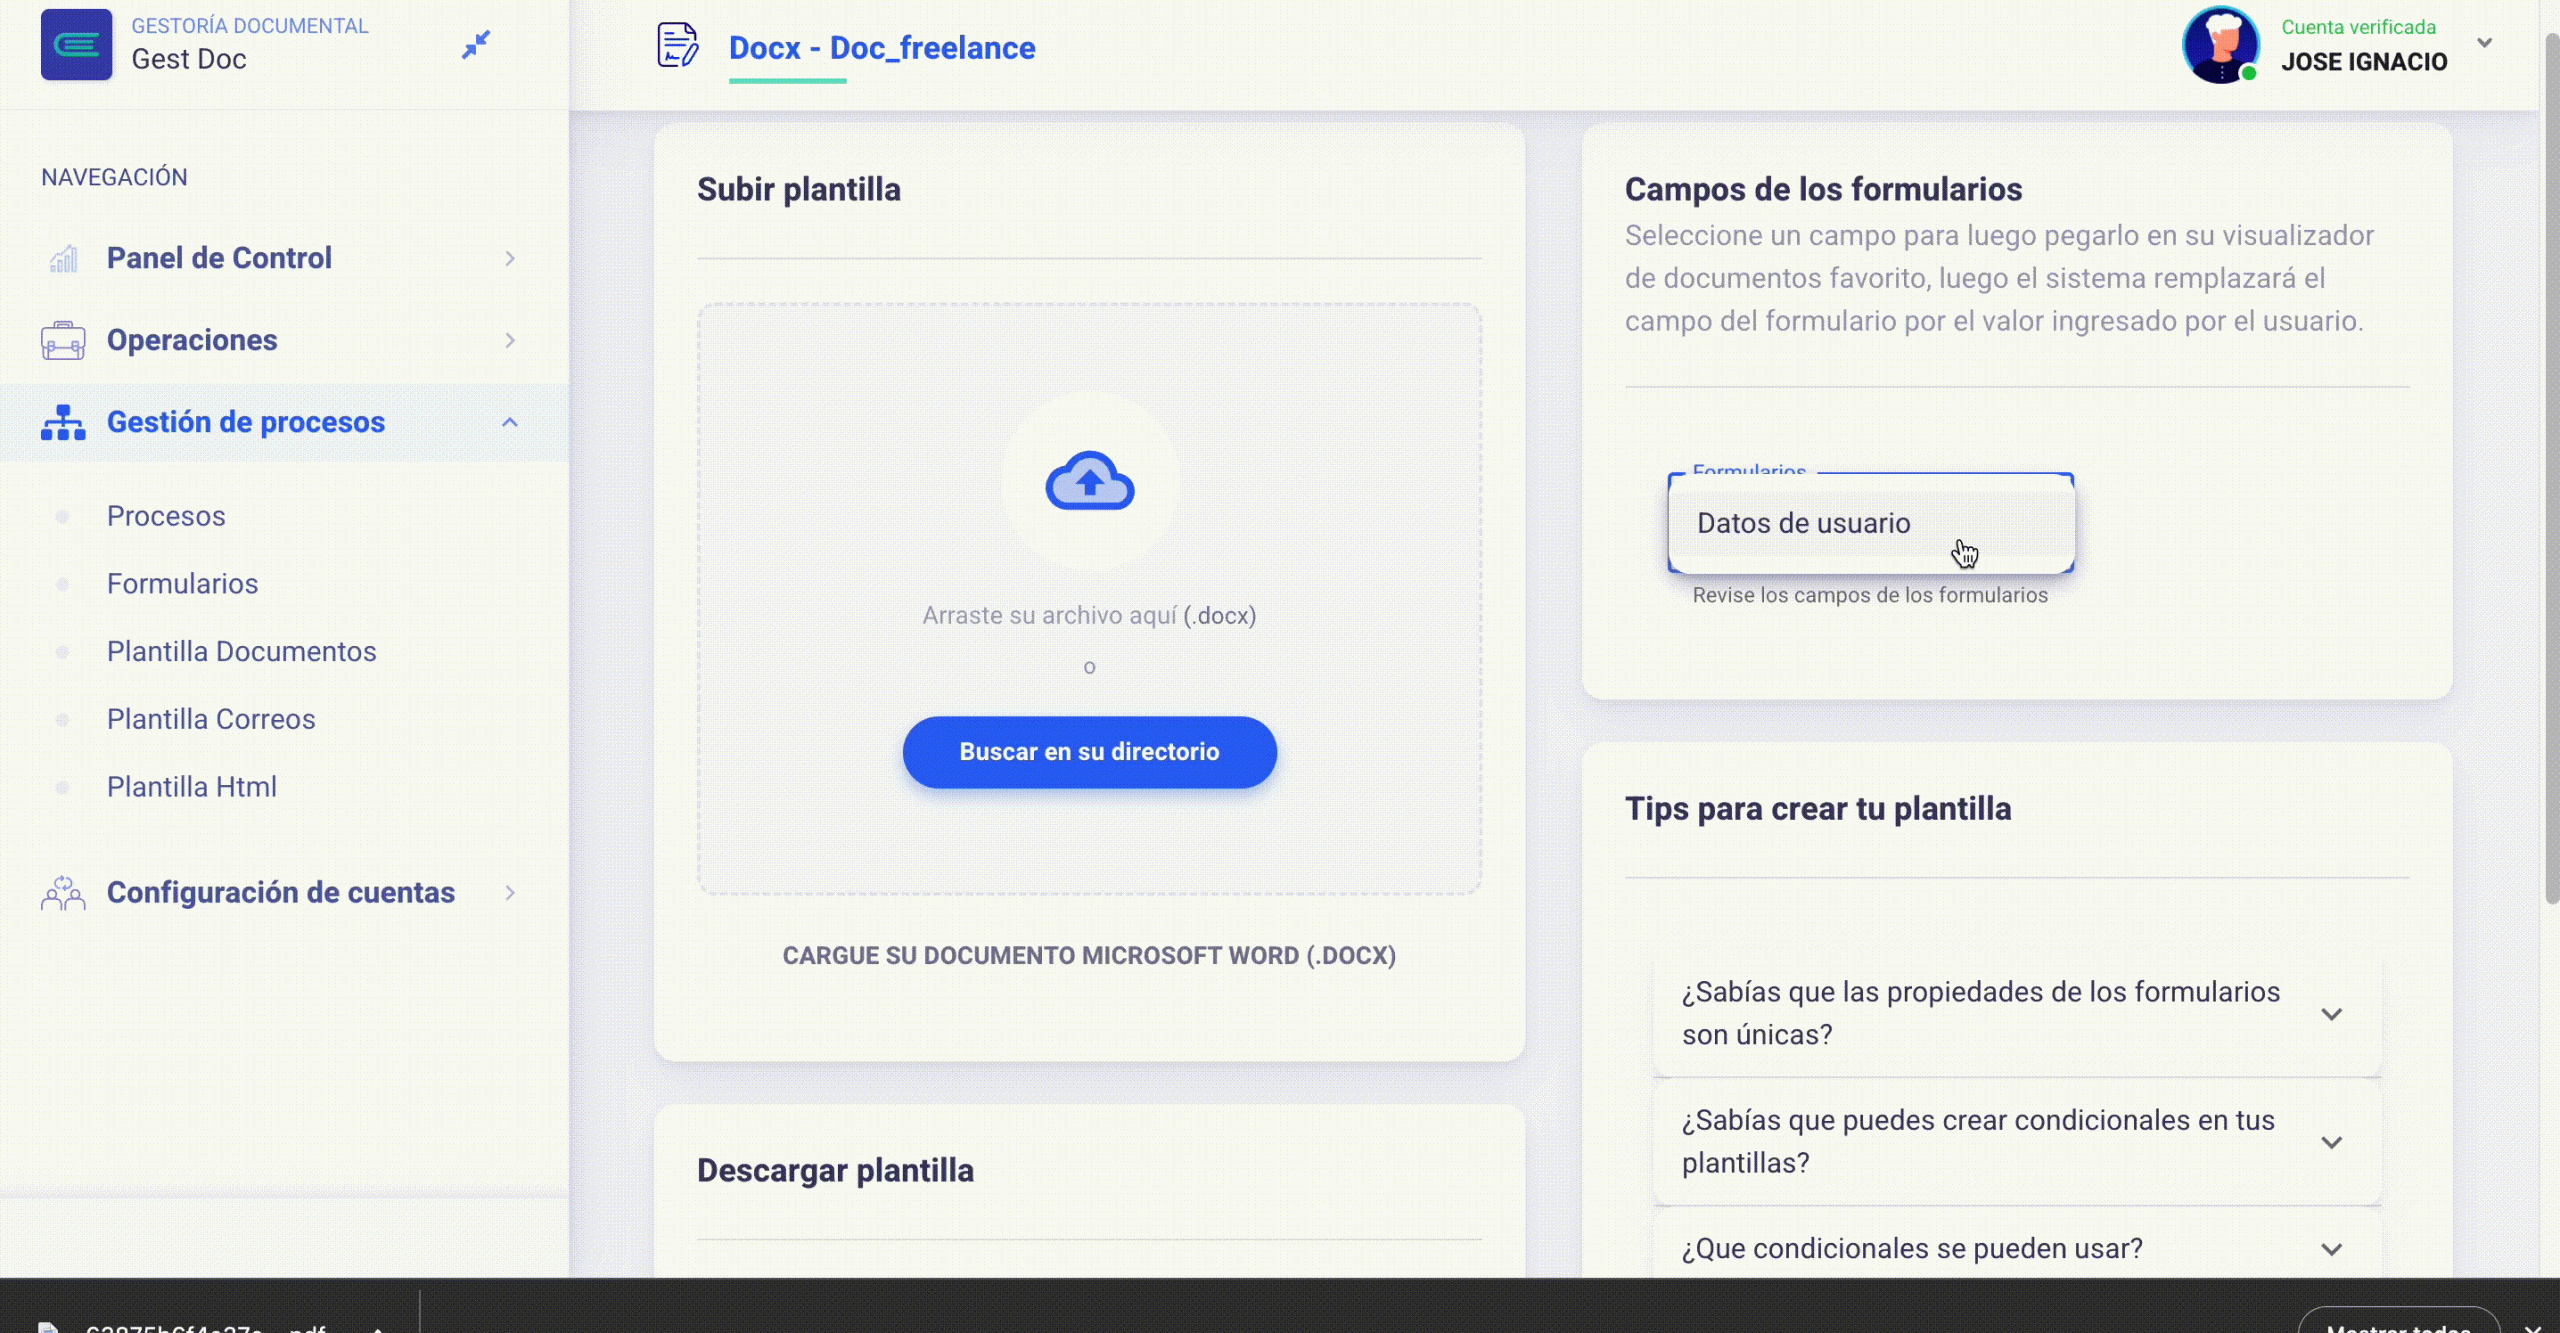 GESTORÍA DOCUMENTAL
Gest Doc
NAVEGACIÓN
Panel de Control
Operaciones
Gestión de procesos
Procesos
Formularios
Plantilla Documentos
Plantilla Correos
Plantilla Html
Configuración de cuentas
Docx - Doc_freelance
Cuenta verificada
JOSE IGNACIO
Subir plantilla
Arraste su archivo aquí (.docx)
o
Buscar en su directorio
CARGUE SU DOCUMENTO MICROSOFT WORD (.DOCX)
Descargar plantilla
Campos de los formularios
Seleccione un campo para luego pegarlo en su visualizador
de documentos favorito, luego el sistema remplazará el
campo del formulario por el valor ingresado por el usuario.
Formularios
Datos de usuario
Revise los campos de los formularios
Tips para crear tu plantilla
¿Sabías que las propiedades de los formularios
son únicas?
¿Sabías que puedes crear condicionales en tus
plantillas?
¿Que condicionales se pueden usar?
Mostrar todos